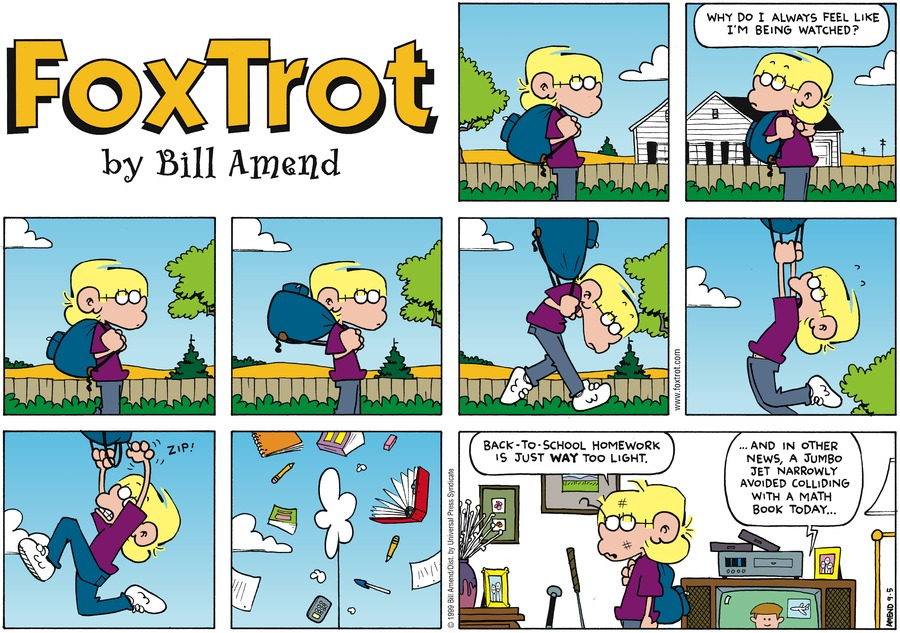 FoxTrot
by Bill Amend
WHY DO I ALWAYS FEEL LIKE
I'M BEING WATCHED?
www.foxtrot.com
ZIP!
© 1999 Bill Amend/Dist. by Universal Press Syndicate
BACK-TO-SCHOOL HOMEWORK
IS JUST WAY TOO LIGHT.
...AND IN OTHER
NEWS, A JUMBO
JET NARROWLY
AVOIDED COLLIDING
WITH A MATH
BOOK TODAY...
AMEND 9-5